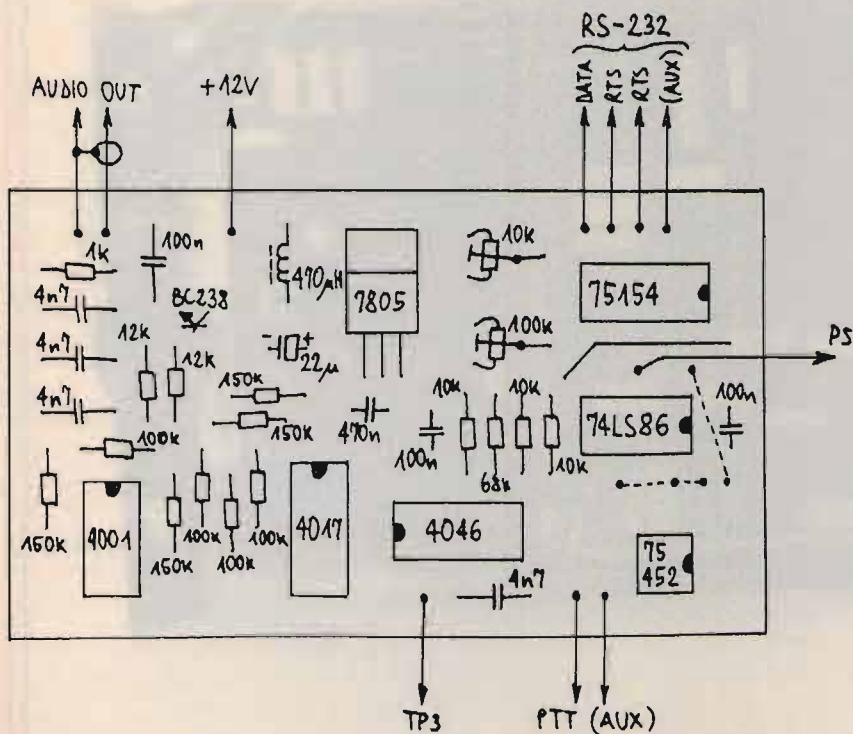 RS-232
DATA
RTS
RTS
(AUX)
AUDIO OUT
+12V
1k
100n
4n7
BC238
470µH
7805
10k
75154
100k
4n7
12k
12k
22µ
PS
4n7
150k
150k
470n
100n
10k
68k
10k
10k
74LS86
100n
100k
150k
4001
150k
100k
100k
100k
4017
4046
75
452
4n7
TP3
PTT (AUX)